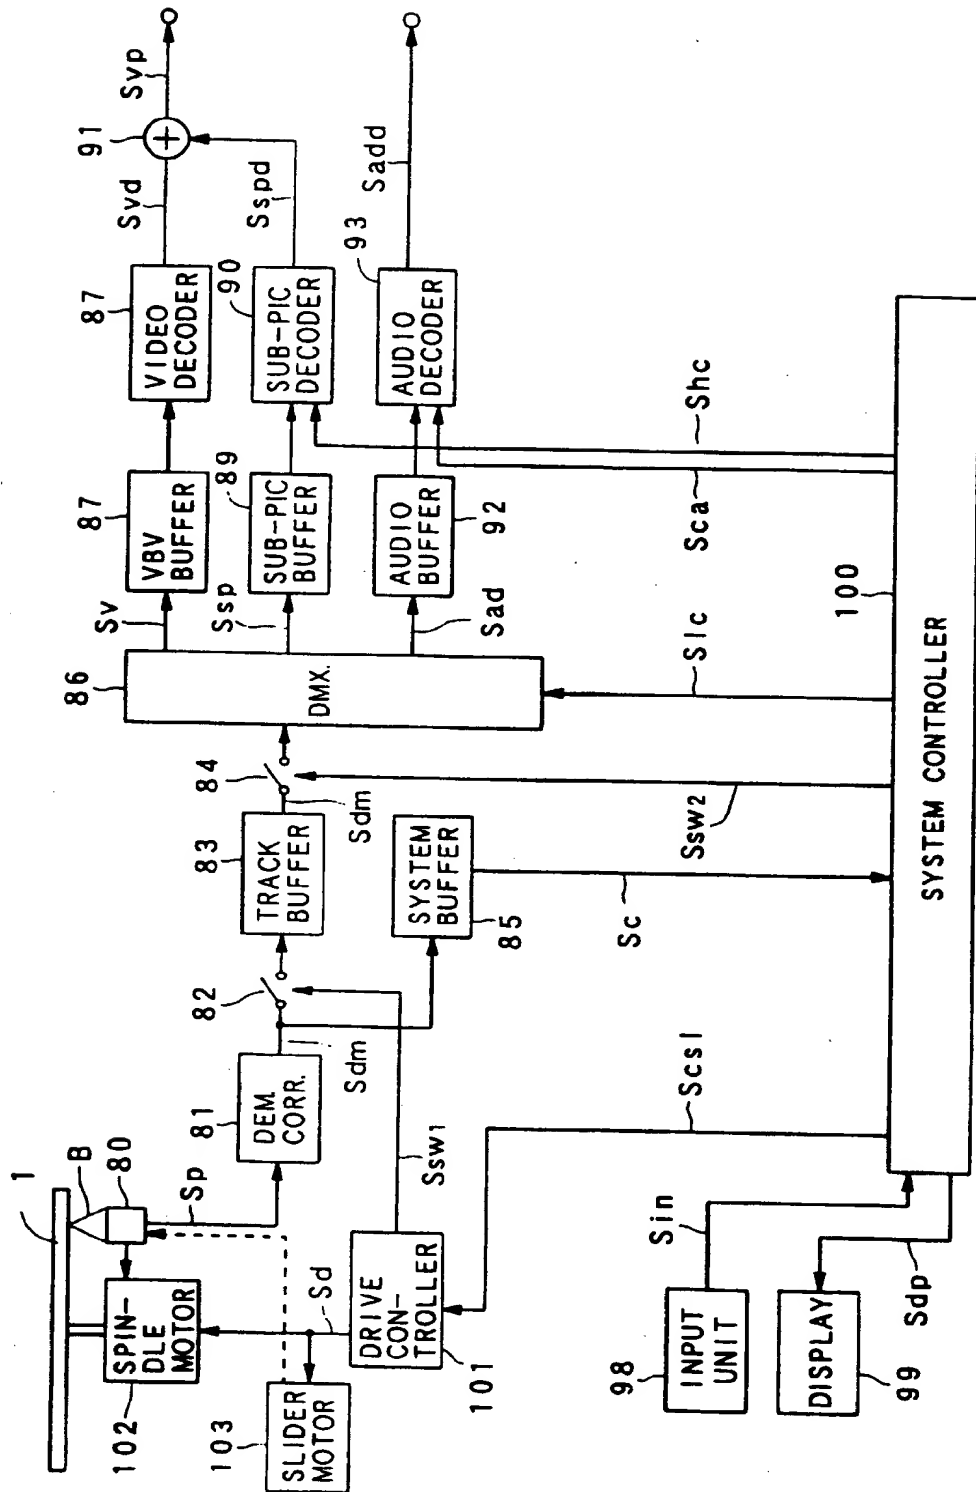 1
B
80
SPIN-
DLE
MOTOR
102
Sp
81
DEM.
CORR.
Sdm
82
TRACK
BUFFER
83
Sdm
84
86
DMX.
Sv
Ssp
Sad
VBV
BUFFER
87
SUB-PIC
BUFFER
89
AUDIO
BUFFER
92
VIDEO
DECODER
87
SUB-PIC
DECODER
90
AUDIO
DECODER
93
Svd
91
Svp
Sspd
Sadd
SLIDER
MOTOR
103
Sd
DRIVE
CON-
TROLLER
101
Ssw1
SYSTEM
BUFFER
85
Sc
Ssw2
Slc
Sca
Shc
Scsl
INPUT
UNIT
98
Sin
DISPLAY
99
Sdp
SYSTEM CONTROLLER
100